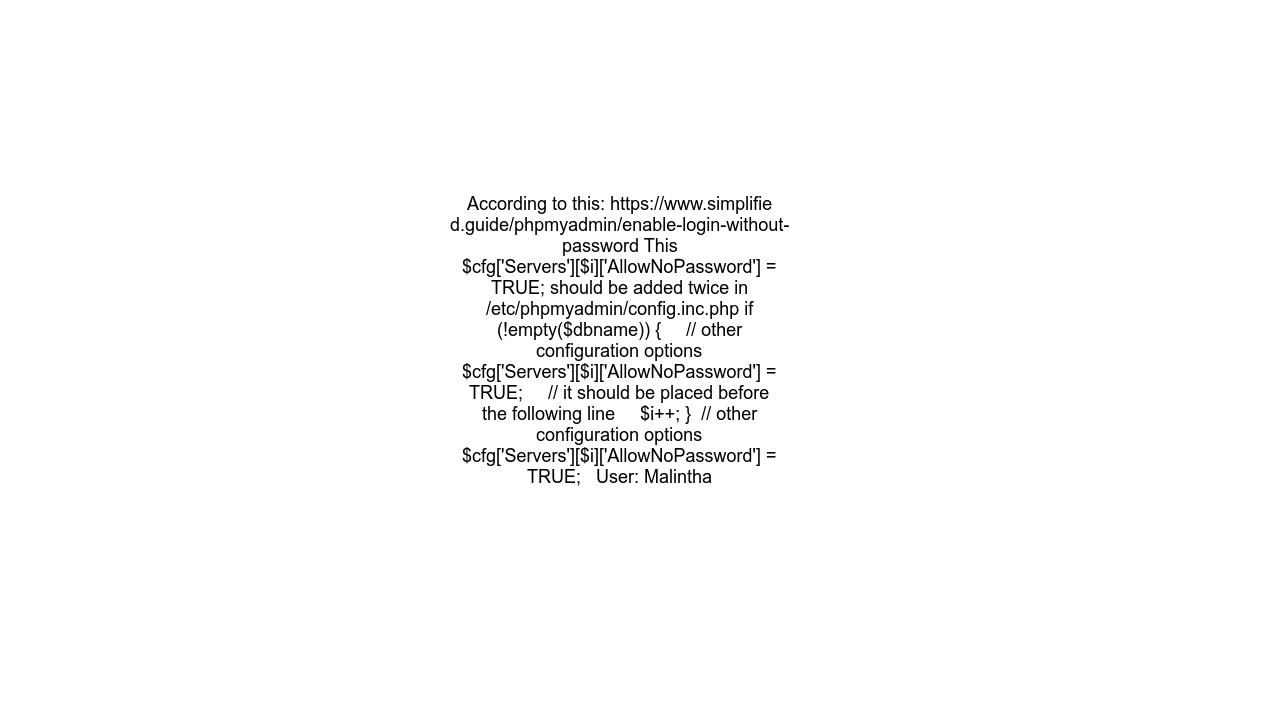 According to this: https://www.simplifie
d.guide/phpmyadmin/enable-login-without-
password This
$cfg['Servers'][$i]['AllowNoPassword'] =
TRUE; should be added twice in
/etc/phpmyadmin/config.inc.php if
(!empty($dbname)) {     // other
configuration options
$cfg['Servers'][$i]['AllowNoPassword'] =
TRUE;     // it should be placed before
the following line     $i++; }  // other
configuration options
$cfg['Servers'][$i]['AllowNoPassword'] =
TRUE;   User: Malintha